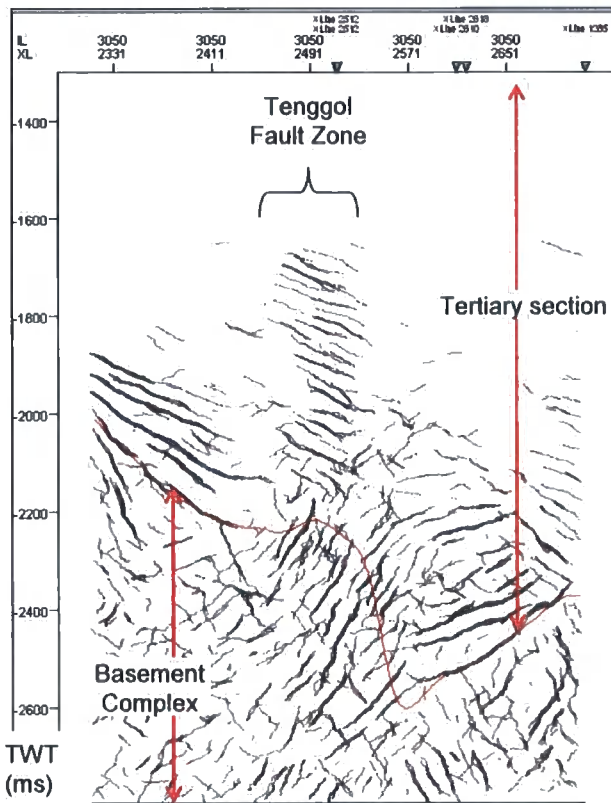 IL
XL
3050
2331
3050
2411
3050
2491
3050
2571
3050
2651
-1400
-1600
-1800
-2000
-2200
-2400
-2600
Tenggol
Fault Zone
Tertiary section
Basement
Complex
TWT
(ms)